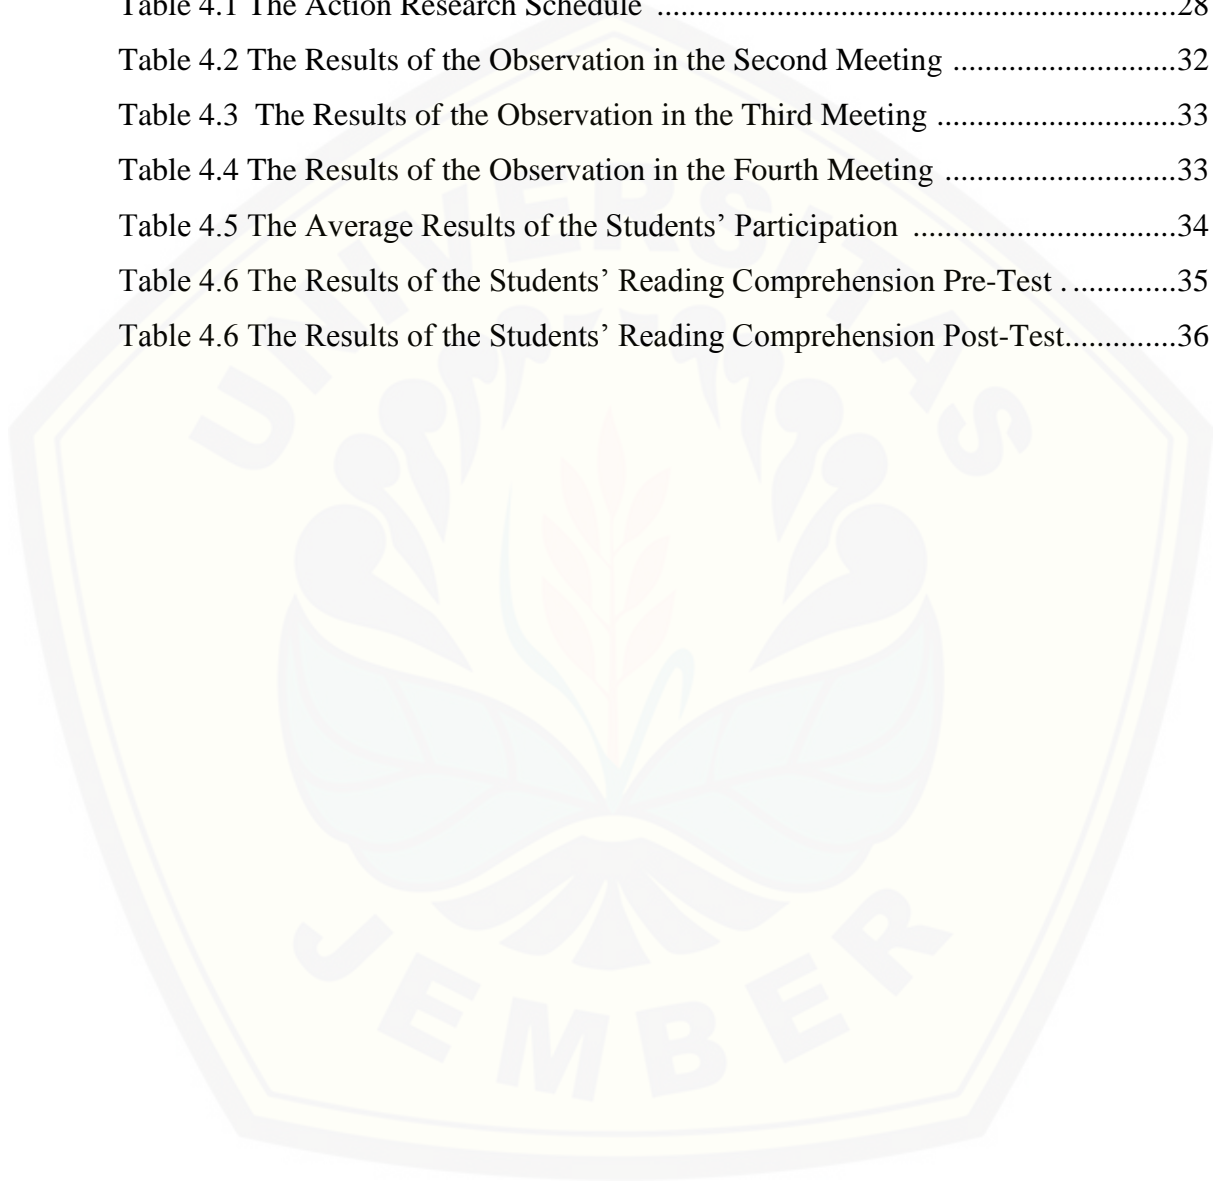 Table 4.1 The Action Research Schedule ................................................................28
Table 4.2 The Results of the Observation in the Second Meeting ............................32
Table 4.3  The Results of the Observation in the Third Meeting ..............................33
Table 4.4 The Results of the Observation in the Fourth Meeting .............................33
Table 4.5 The Average Results of the Students’ Participation .................................34
Table 4.6 The Results of the Students’ Reading Comprehension Pre-Test . .............35
Table 4.6 The Results of the Students’ Reading Comprehension Post-Test..............36
UNIVERSITAS
JEMBER